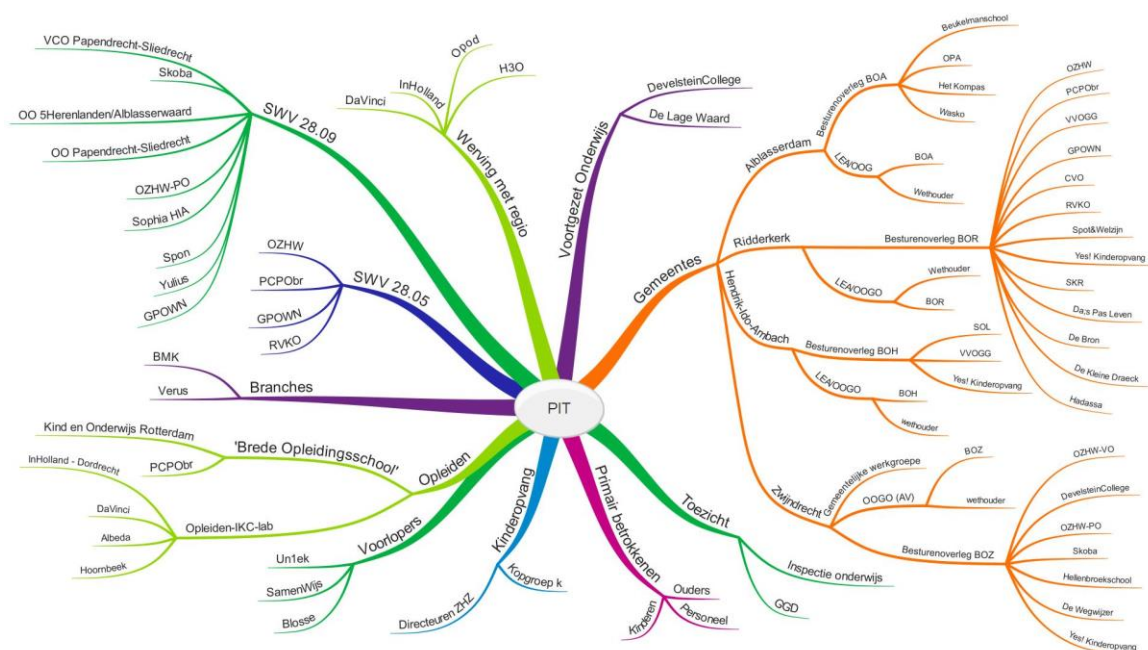 PIT
SWV 28.09
VCO Papendrecht-Sliedrecht
Skoba
OO 5Herenlanden/Alblasserwaard
OO Papendrecht-Sliedrecht
OZHW-PO
Sophia HIA
Spon
Yulius
GPOWN
Werving met regio
DaVinci
InHolland
Opod
H3O
SWV 28.05
OZHW
PCPObr
GPOWN
RVKO
Branches
BMK
Verus
Opleiden
'Brede Opleidingsschool'
Kind en Onderwijs Rotterdam
PCPObr
Opleiden-IKC-lab
InHolland - Dordrecht
DaVinci
Albeda
Hoornbeek
Voorlopers
Un1ek
SamenWijs
Blosse
Kinderopvang
Kopgroep k
Directeuren ZHZ
Primair betrokkenen
Ouders
Personeel
Kinderen
Toezicht
Inspectie onderwijs
GGD
Voortgezet Onderwijs
DevelsteinCollege
De Lage Waard
Gemeentes
Alblasserdam
Besturenoverleg BOA
Beukelmanschool
OPA
Het Kompas
Wasko
LEA/OOG
BOA
Wethouder
Ridderkerk
Besturenoverleg BOR
OZHW
PCPObr
VVOGG
GPOWN
CVO
RVKO
Spot&Welzijn
Yes! Kinderopvang
SKR
Da;s Pas Leven
De Bron
De Kleine Draeck
Hadassa
LEA/OOGO
Wethouder
BOR
Hendrik-Ido-Ambach
Besturenoverleg BOH
SOL
VVOGG
Yes! Kinderopvang
LEA/OOGO
BOH
wethouder
Zwijndrecht
Gemeentelijke werkgroepe
OOGO (AV)
BOZ
wethouder
Besturenoverleg BOZ
OZHW-VO
DevelsteinCollege
OZHW-PO
Skoba
Hellenbroekschool
De Wegwijzer
Yes! Kinderopvang